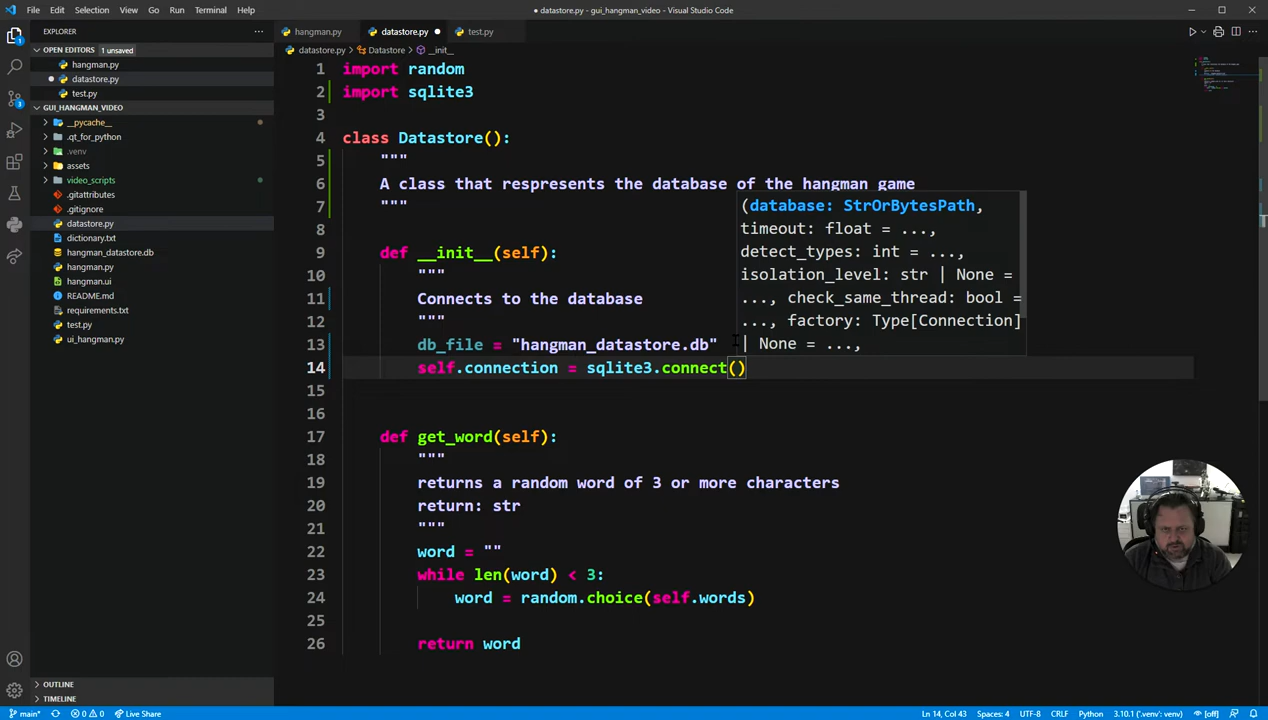 File Edit Selection View Go Run Terminal Help
● datastore.py - gui_hangman_video - Visual Studio Code
EXPLORER
hangman.py
datastore.py
test.py
OPEN EDITORS 1 unsaved
hangman.py
datastore.py
test.py
GUI_HANGMAN_VIDEO
__pycache__
.qt_for_python
.venv
assets
video_scripts
.gitattributes
.gitignore
datastore.py
dictionary.txt
hangman_datastore.db
hangman.py
hangman.ui
README.md
requirements.txt
test.py
ui_hangman.py
OUTLINE
TIMELINE
datastore.py > Datastore > __init__
1 import random
2 import sqlite3
3
4 class Datastore():
5 """
6 A class that respresents the database of the hangman game
7 """
8
9 def __init__(self):
10 """
11 Connects to the database
12 """
13 db_file = "hangman_datastore.db"
14 self.connection = sqlite3.connect()
15
16
17 def get_word(self):
18 """
19 returns a random word of 3 or more characters
20 return: str
21 """
22 word = ""
23 while len(word) < 3:
24 word = random.choice(self.words)
25
26 return word
(database: StrOrBytesPath,
timeout: float = ...,
detect_types: int = ...,
isolation_level: str | None =
..., check_same_thread: bool =
..., factory: Type[Connection]
| None = ...,
1
3
main* 0 0 Live Share
Ln 14, Col 43 Spaces: 4 UTF-8 CRLF Python 3.10.1 ('.venv': venv) [off]